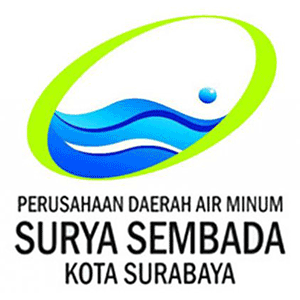 PERUSAHAAN DAERAH AIR MINUM
SURYA SEMBADA
KOTA SURABAYA